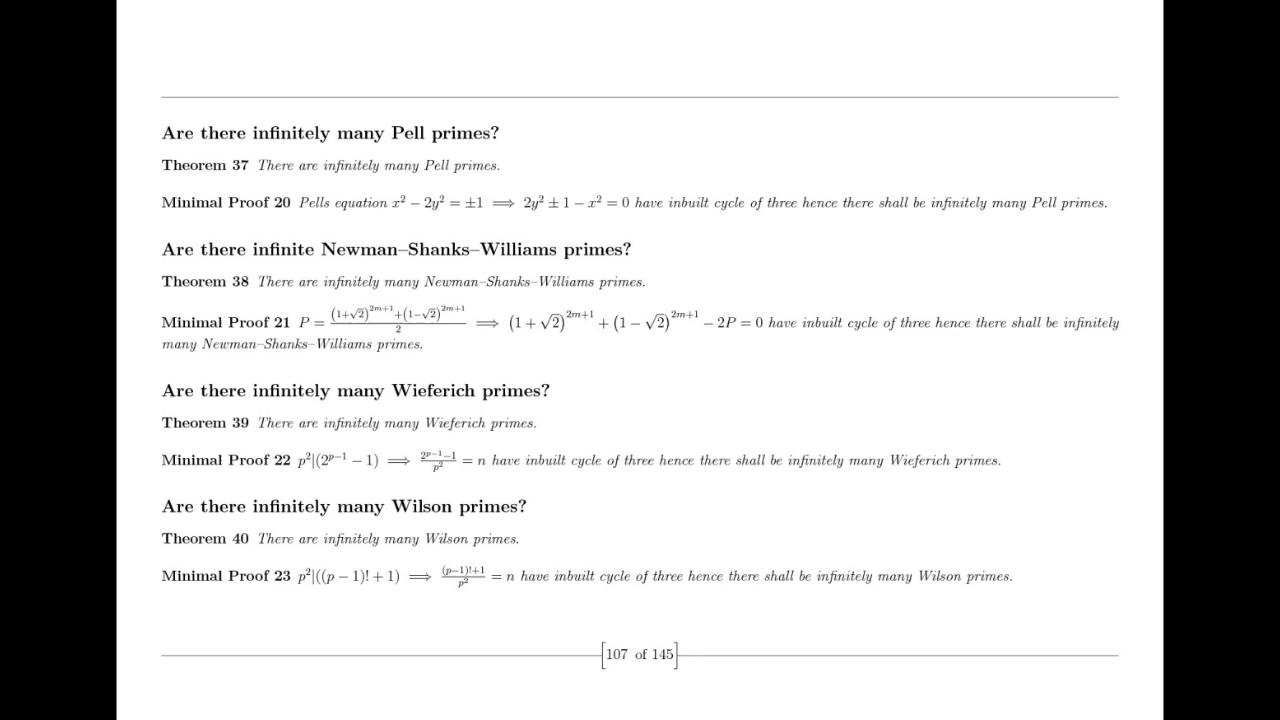 Are there infinitely many Pell primes?
Theorem 37 There are infinitely many Pell primes.
Minimal Proof 20 Pells equation x² − 2y² = ±1 ⟹ 2y² ± 1 − x² = 0 have inbuilt cycle of three hence there shall be infinitely many Pell primes.
Are there infinite Newman–Shanks–Williams primes?
Theorem 38 There are infinitely many Newman–Shanks–Williams primes.
Minimal Proof 21 P = \frac{(1+√2)^{2m+1}+(1−√2)^{2m+1}}{2} ⟹ (1 + √2)^{2m+1} + (1 − √2)^{2m+1} − 2P = 0 have inbuilt cycle of three hence there shall be infinitely
many Newman–Shanks–Williams primes.
Are there infinitely many Wieferich primes?
Theorem 39 There are infinitely many Wieferich primes.
Minimal Proof 22 p²|(2^{p−1} − 1) ⟹ \frac{2^{p−1}−1}{p²} = n have inbuilt cycle of three hence there shall be infinitely many Wieferich primes.
Are there infinitely many Wilson primes?
Theorem 40 There are infinitely many Wilson primes.
Minimal Proof 23 p²|((p − 1)! + 1) ⟹ \frac{(p−1)!+1}{p²} = n have inbuilt cycle of three hence there shall be infinitely many Wilson primes.
[107 of 145]